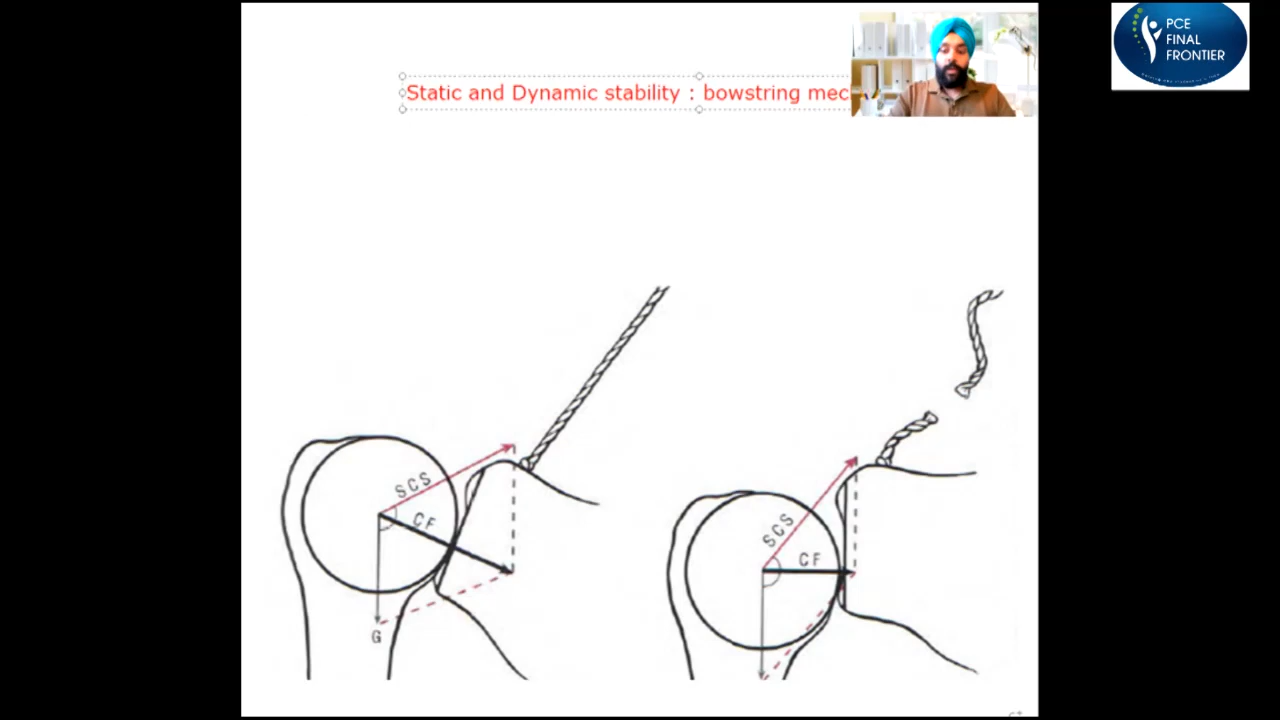 PCE
FINAL
FRONTIER
Static and Dynamic stability : bowstring mec
SCS
CF
G
SCS
CF